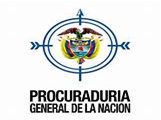 PROCURADURIA
GENERAL DE LA NACION